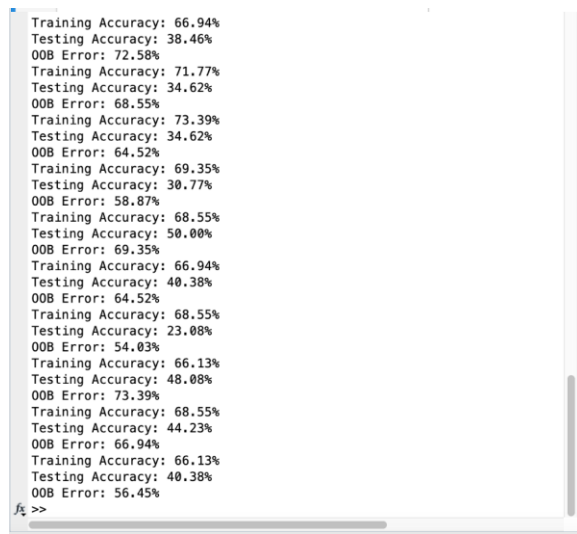 Training Accuracy: 66.94%
Testing Accuracy: 38.46%
OOB Error: 72.58%
Training Accuracy: 71.77%
Testing Accuracy: 34.62%
OOB Error: 68.55%
Training Accuracy: 73.39%
Testing Accuracy: 34.62%
OOB Error: 64.52%
Training Accuracy: 69.35%
Testing Accuracy: 30.77%
OOB Error: 58.87%
Training Accuracy: 68.55%
Testing Accuracy: 50.00%
OOB Error: 69.35%
Training Accuracy: 66.94%
Testing Accuracy: 40.38%
OOB Error: 64.52%
Training Accuracy: 68.55%
Testing Accuracy: 23.08%
OOB Error: 54.03%
Training Accuracy: 66.13%
Testing Accuracy: 48.08%
OOB Error: 73.39%
Training Accuracy: 68.55%
Testing Accuracy: 44.23%
OOB Error: 66.94%
Training Accuracy: 66.13%
Testing Accuracy: 40.38%
OOB Error: 56.45%
fx >>